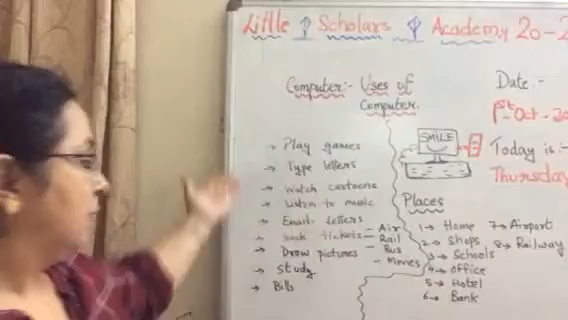 Little Scholars Academy 20-2
Computer:- Uses of
Computer.
Date:-
1st-Oct-20
Today is:-
Thursday
SMILE
→ Play games
→ Type letters
→ Watch cartoons
→ Listen to music
→ Email letters
→ Book tickets – Air
– Rail
– Bus
– Movies
→ Draw pictures
→ Study
→ Bills
Places
1→ Home
2→ Shops
3→ Schools
4→ Office
5→ Hotel
6→ Bank
7→ Airport
8→ Railway